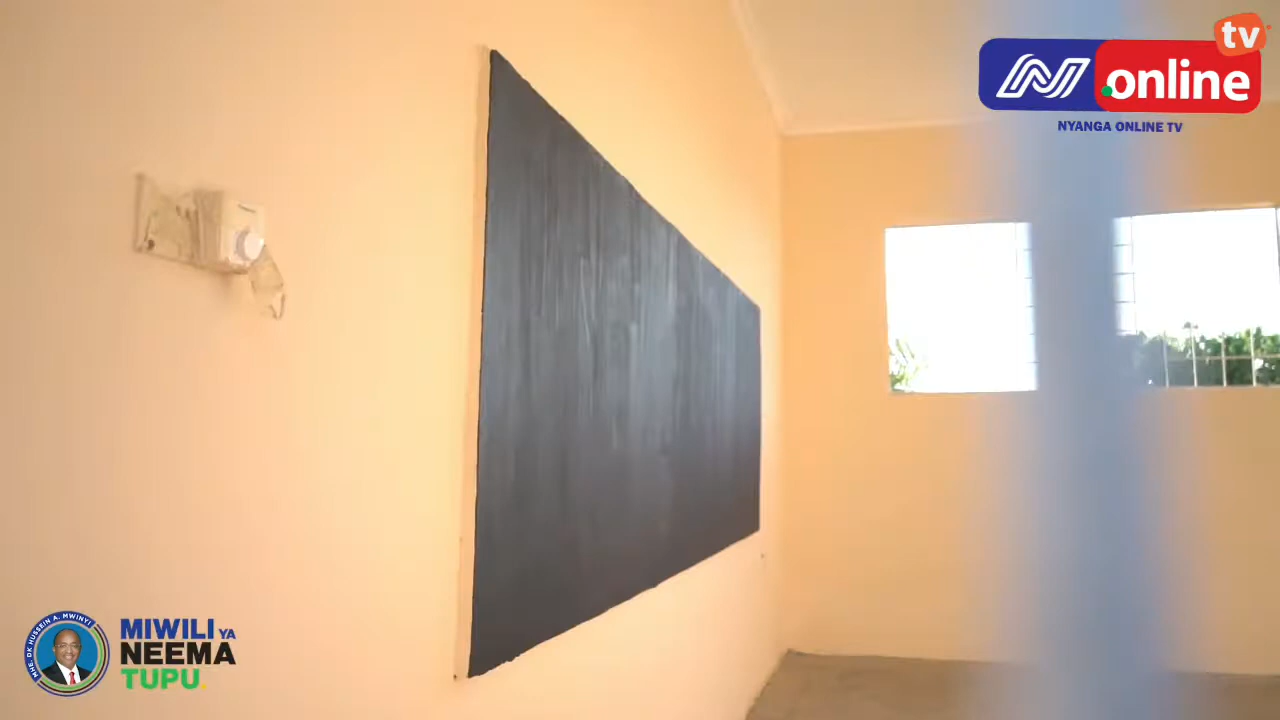 tv
online
NYANGA ONLINE TV
MHE. DK HUSSEIN A. MWINYI
MIWILI YA
NEEMA
TUPU.